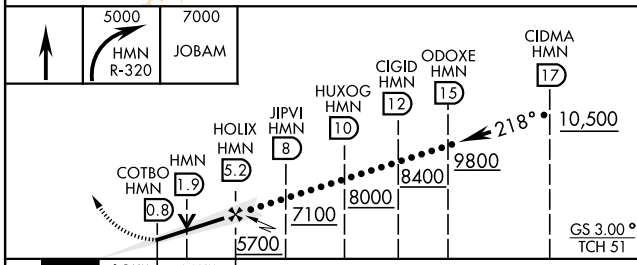 5000
7000
HMN
R-320
JOBAM
CIDMA
HMN
17
ODOXE
HMN
15
CIGID
HMN
12
HUXOG
HMN
10
JIPVI
HMN
8
HOLIX
HMN
5.2
HMN
1.9
COTBO
HMN
0.8
218°
10,500
9800
8400
8000
7100
5700
GS 3.00°
TCH 51